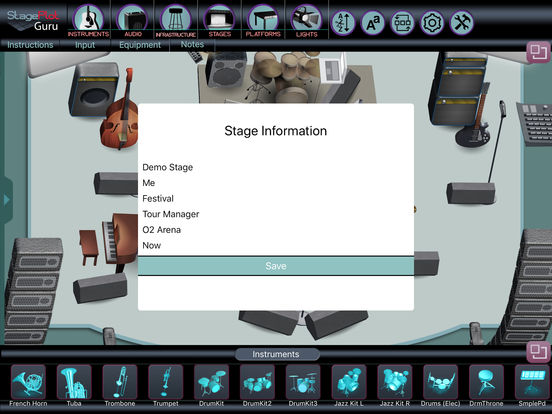 StagePlot
Guru
INSTRUMENTS
AUDIO
INFRASTRUCTURE
STAGES
PLATFORMS
LIGHTS
Instructions
Input
Equipment
Notes
Stage Information
Demo Stage
Me
Festival
Tour Manager
O2 Arena
Now
Save
Instruments
French Horn
Tuba
Trombone
Trumpet
DrumKit
DrumKit2
DrumKit3
Jazz Kit L
Jazz Kit R
Drums (Elec)
DrmThrone
SmplePd